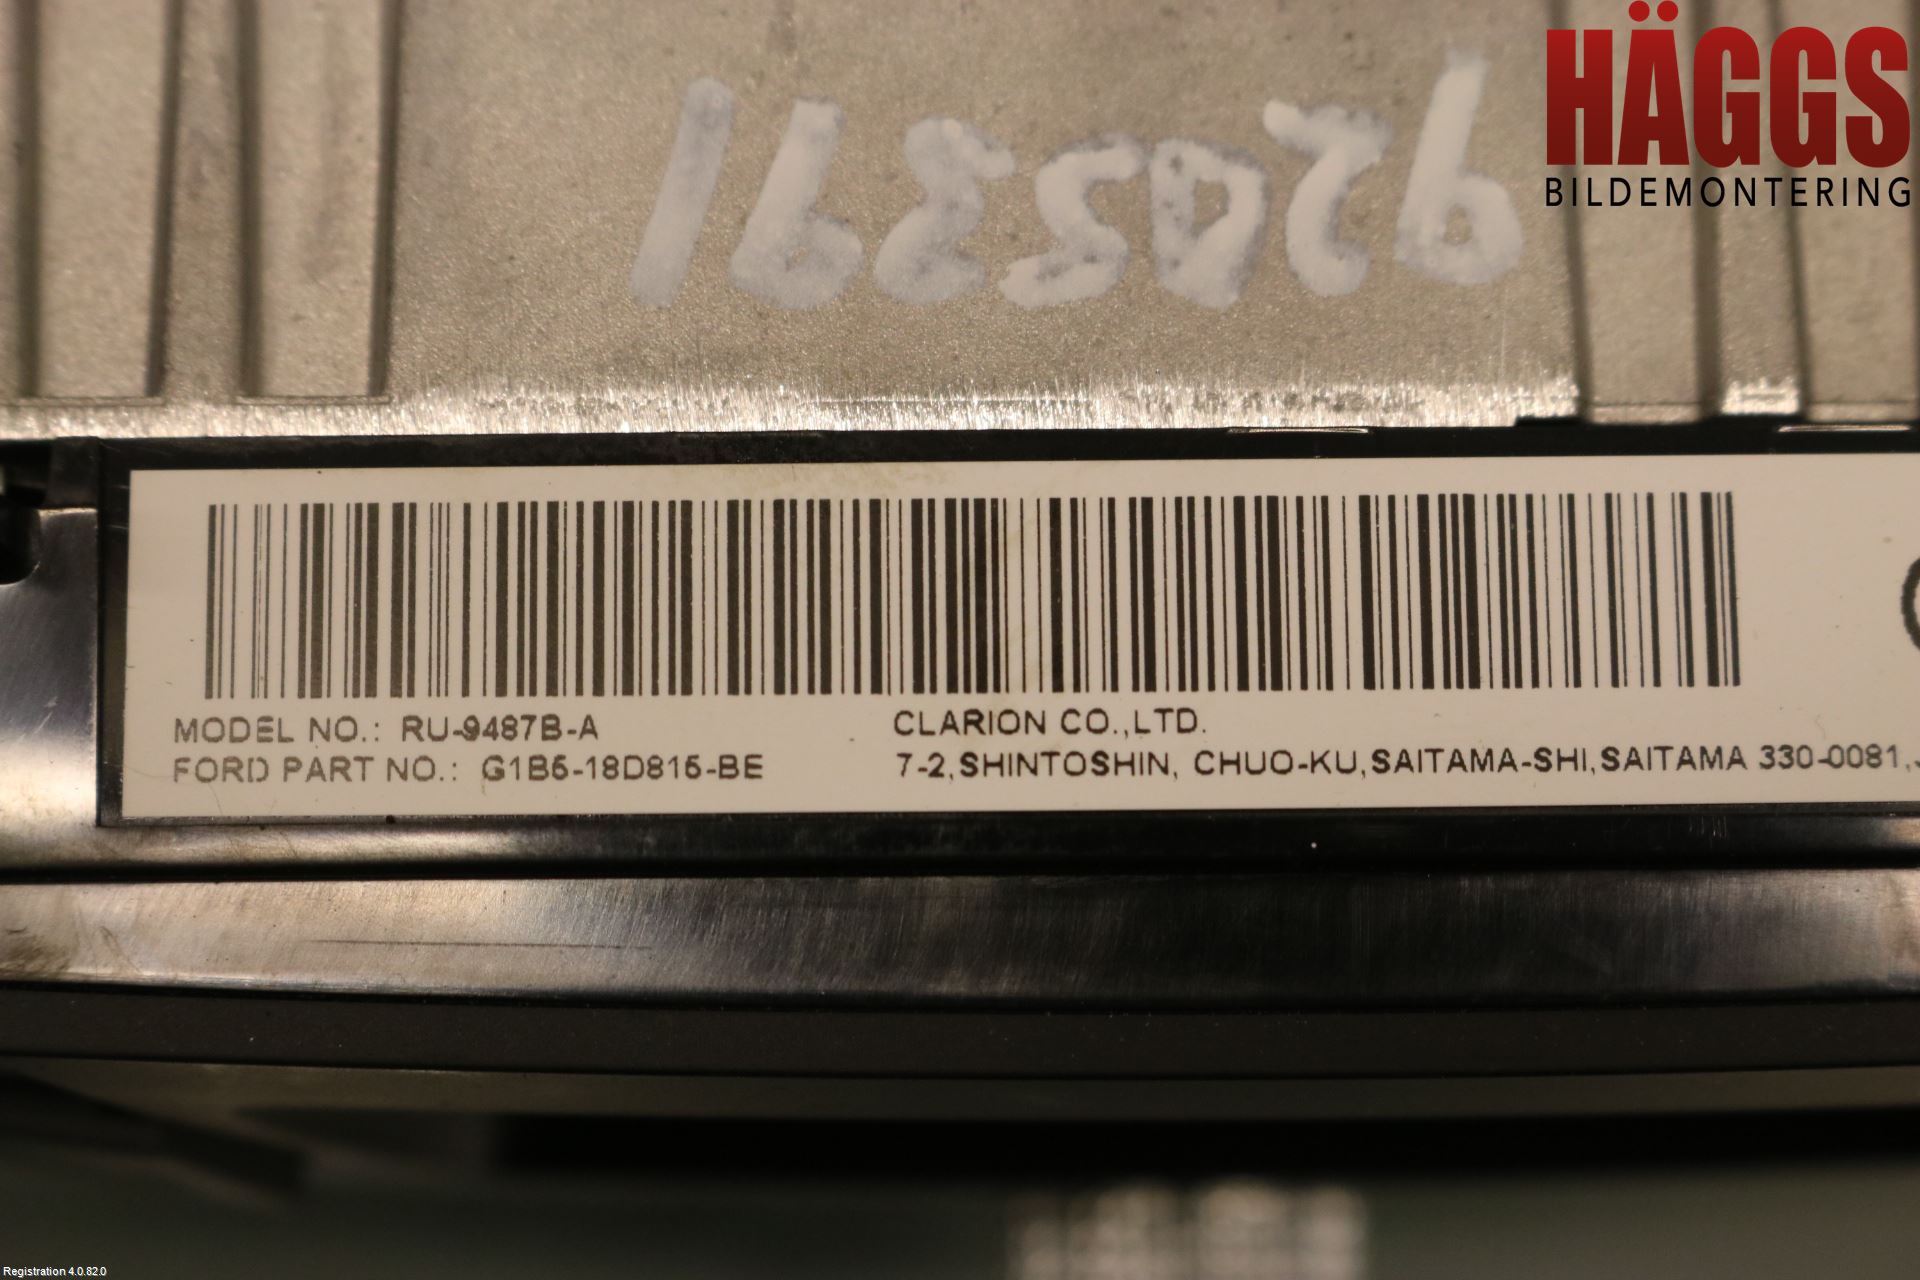 HÄGGS
BILDEMONTERING
9205391
MODEL NO.: RU-9487B-A
FORD PART NO.: G1B5-18D815-BE
CLARION CO.,LTD.
7-2,SHINTOSHIN, CHUO-KU,SAITAMA-SHI,SAITAMA 330-0081,
Registration 4.0.82.0